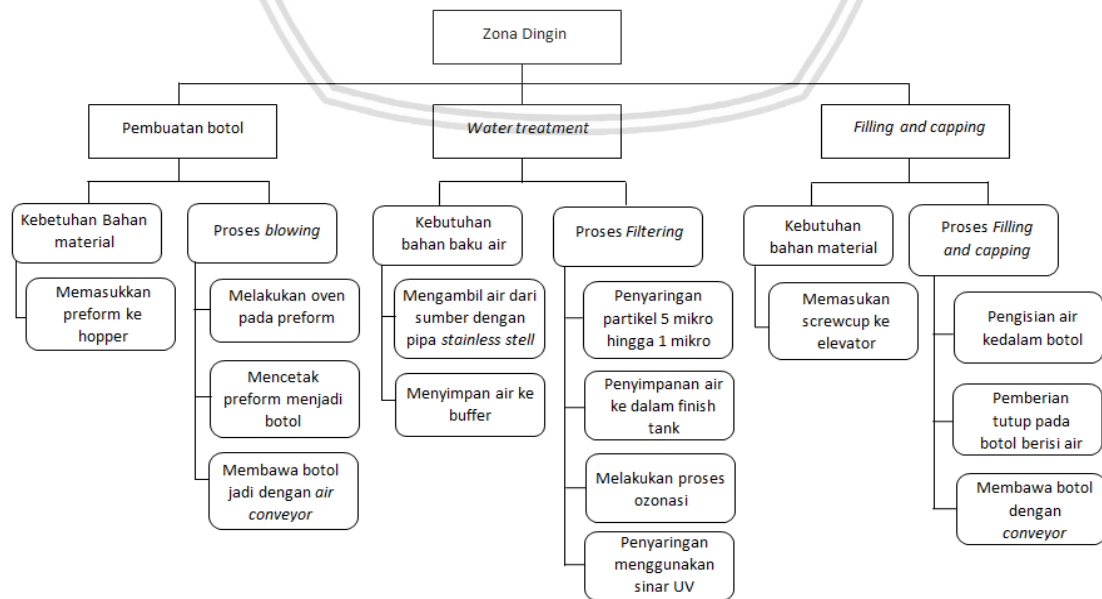 Zona Dingin
Pembuatan botol
Water treatment
Filling and capping
Kebetuhan Bahan
material
Memasukkan
preform ke
hopper
Proses blowing
Melakukan oven
pada preform
Mencetak
preform menjadi
botol
Membawa botol
jadi dengan air
conveyor
Kebutuhan
bahan baku air
Mengambil air dari
sumber dengan
pipa stainless stell
Menyimpan air ke
buffer
Proses Filtering
Penyaringan
partikel 5 mikro
hingga 1 mikro
Penyimpanan air
ke dalam finish
tank
Melakukan proses
ozonasi
Penyaringan
menggunakan
sinar UV
Kebutuhan
bahan material
Memasukan
screwcup ke
elevator
Proses Filling
and capping
Pengisian air
kedalam botol
Pemberian
tutup pada
botol berisi air
Membawa botol
dengan
conveyor